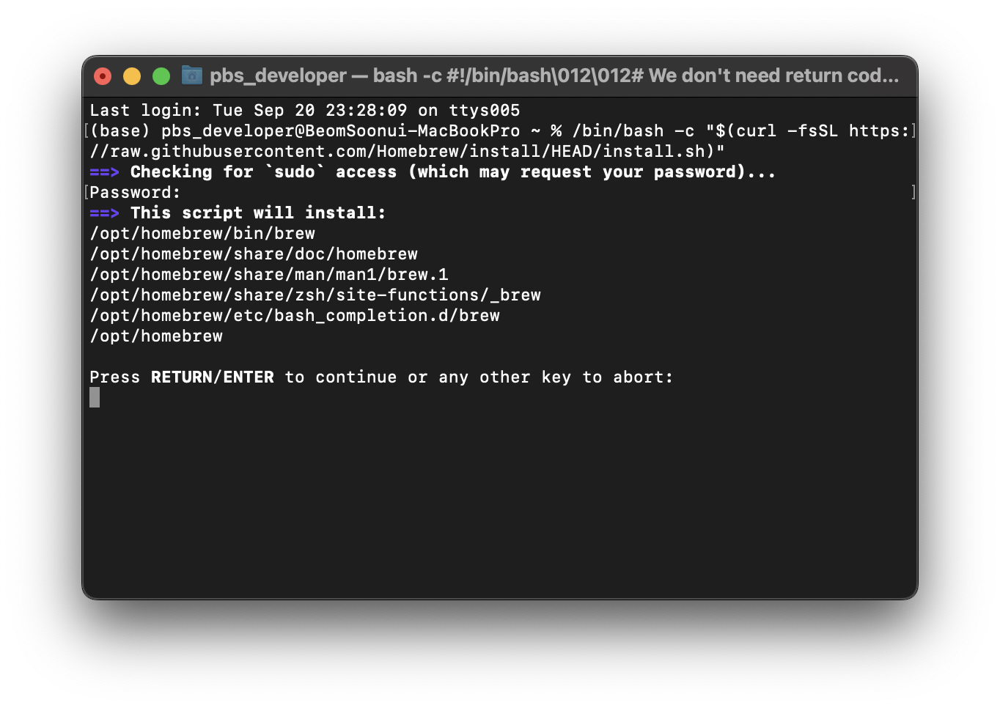 pbs_developer — bash -c #!/bin/bash\012\012# We don't need return cod...
Last login: Tue Sep 20 23:28:09 on ttys005
[(base) pbs_developer@BeomSoonui-MacBookPro ~ % /bin/bash -c "$(curl -fsSL https:]
//raw.githubusercontent.com/Homebrew/install/HEAD/install.sh)"
==> Checking for `sudo` access (which may request your password)...
[Password: ]
==> This script will install:
/opt/homebrew/bin/brew
/opt/homebrew/share/doc/homebrew
/opt/homebrew/share/man/man1/brew.1
/opt/homebrew/share/zsh/site-functions/_brew
/opt/homebrew/etc/bash_completion.d/brew
/opt/homebrew
Press RETURN/ENTER to continue or any other key to abort: